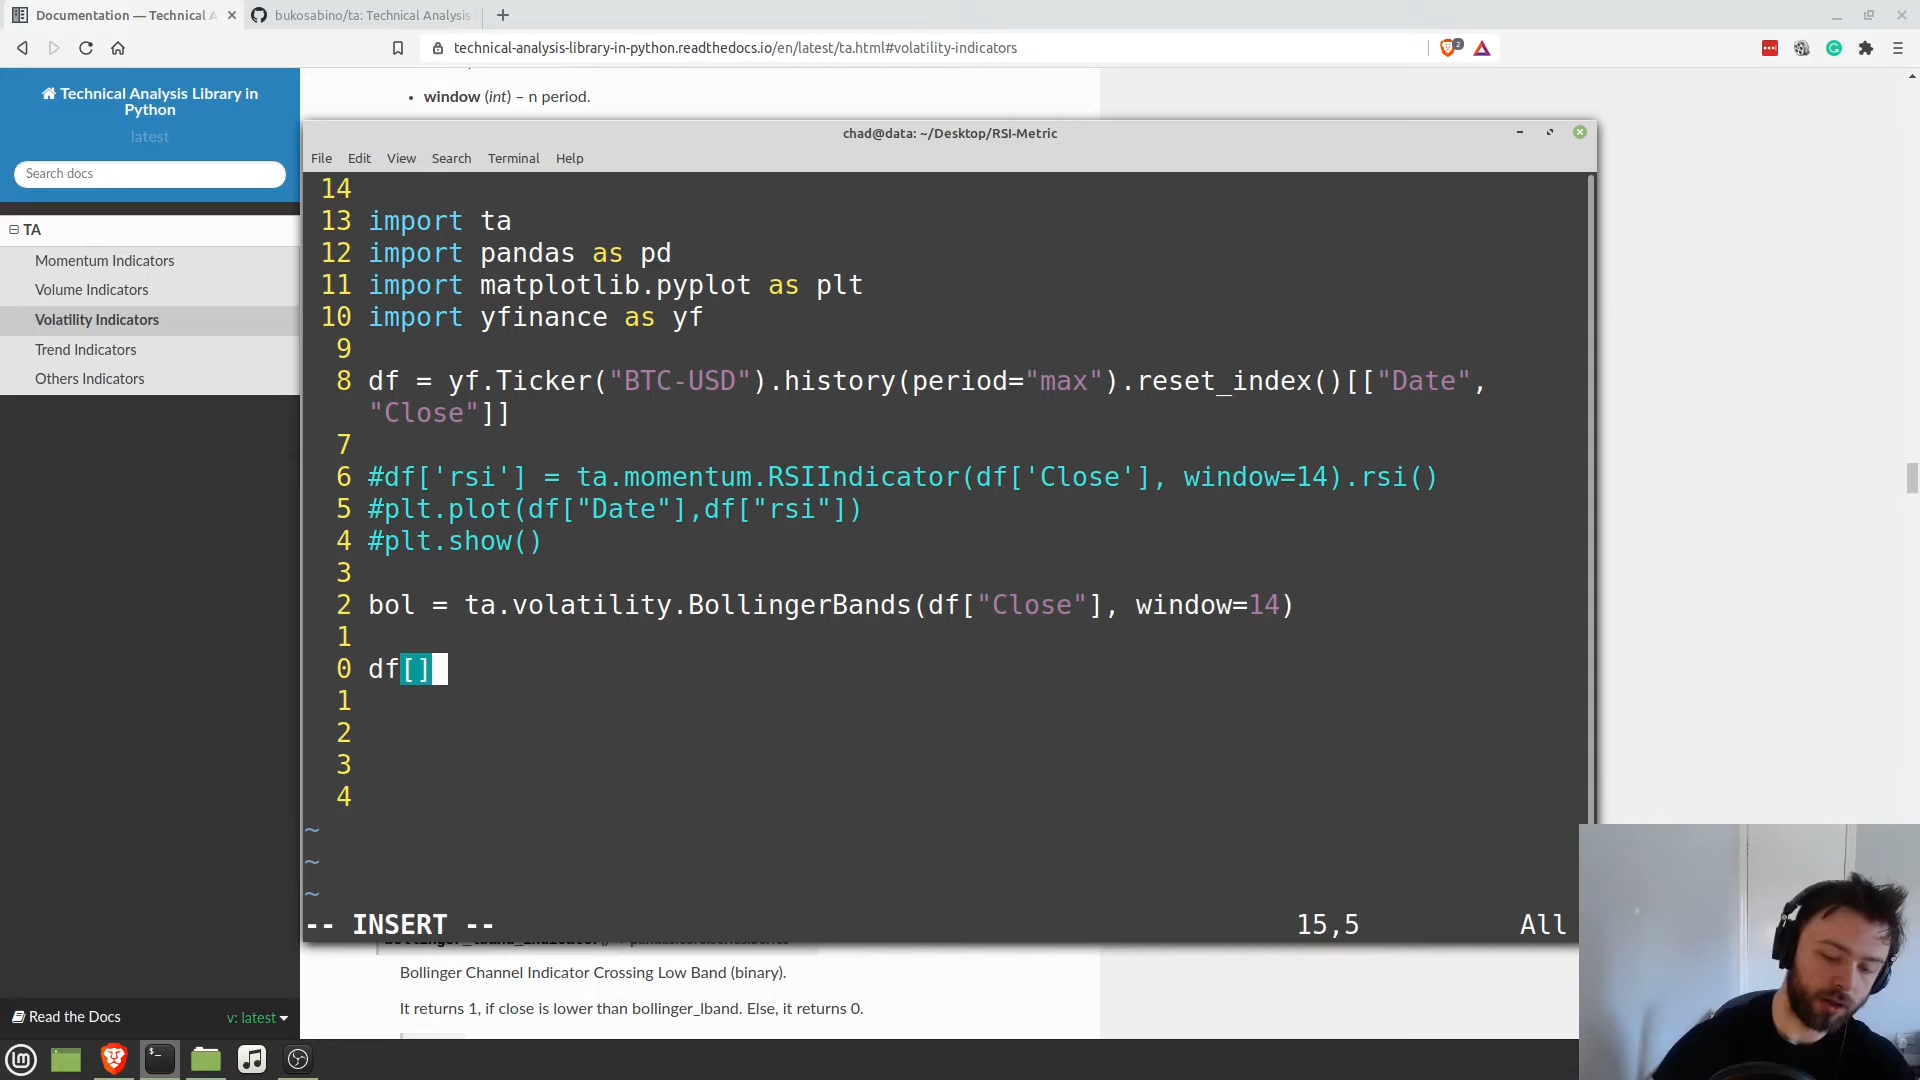 Documentation — Technical A
bukosabino/ta: Technical Analysis
technical-analysis-library-in-python.readthedocs.io/en/latest/ta.html#volatility-indicators
2
Technical Analysis Library in
Python
latest
Search docs
TA
Momentum Indicators
Volume Indicators
Volatility Indicators
Trend Indicators
Others Indicators
Read the Docs
v: latest
• window (int) – n period.
chad@data: ~/Desktop/RSI-Metric
File Edit View Search Terminal Help
14
13 import ta
12 import pandas as pd
11 import matplotlib.pyplot as plt
10 import yfinance as yf
9
8 df = yf.Ticker("BTC-USD").history(period="max").reset_index()[["Date",
"Close"]]
7
6 #df['rsi'] = ta.momentum.RSIIndicator(df['Close'], window=14).rsi()
5 #plt.plot(df["Date"],df["rsi"])
4 #plt.show()
3
2 bol = ta.volatility.BollingerBands(df["Close"], window=14)
1
0 df[]
1
2
3
4
~
~
~
-- INSERT -- 15,5 All
Bollinger Channel Indicator Crossing Low Band (binary).
It returns 1, if close is lower than bollinger_lband. Else, it returns 0.